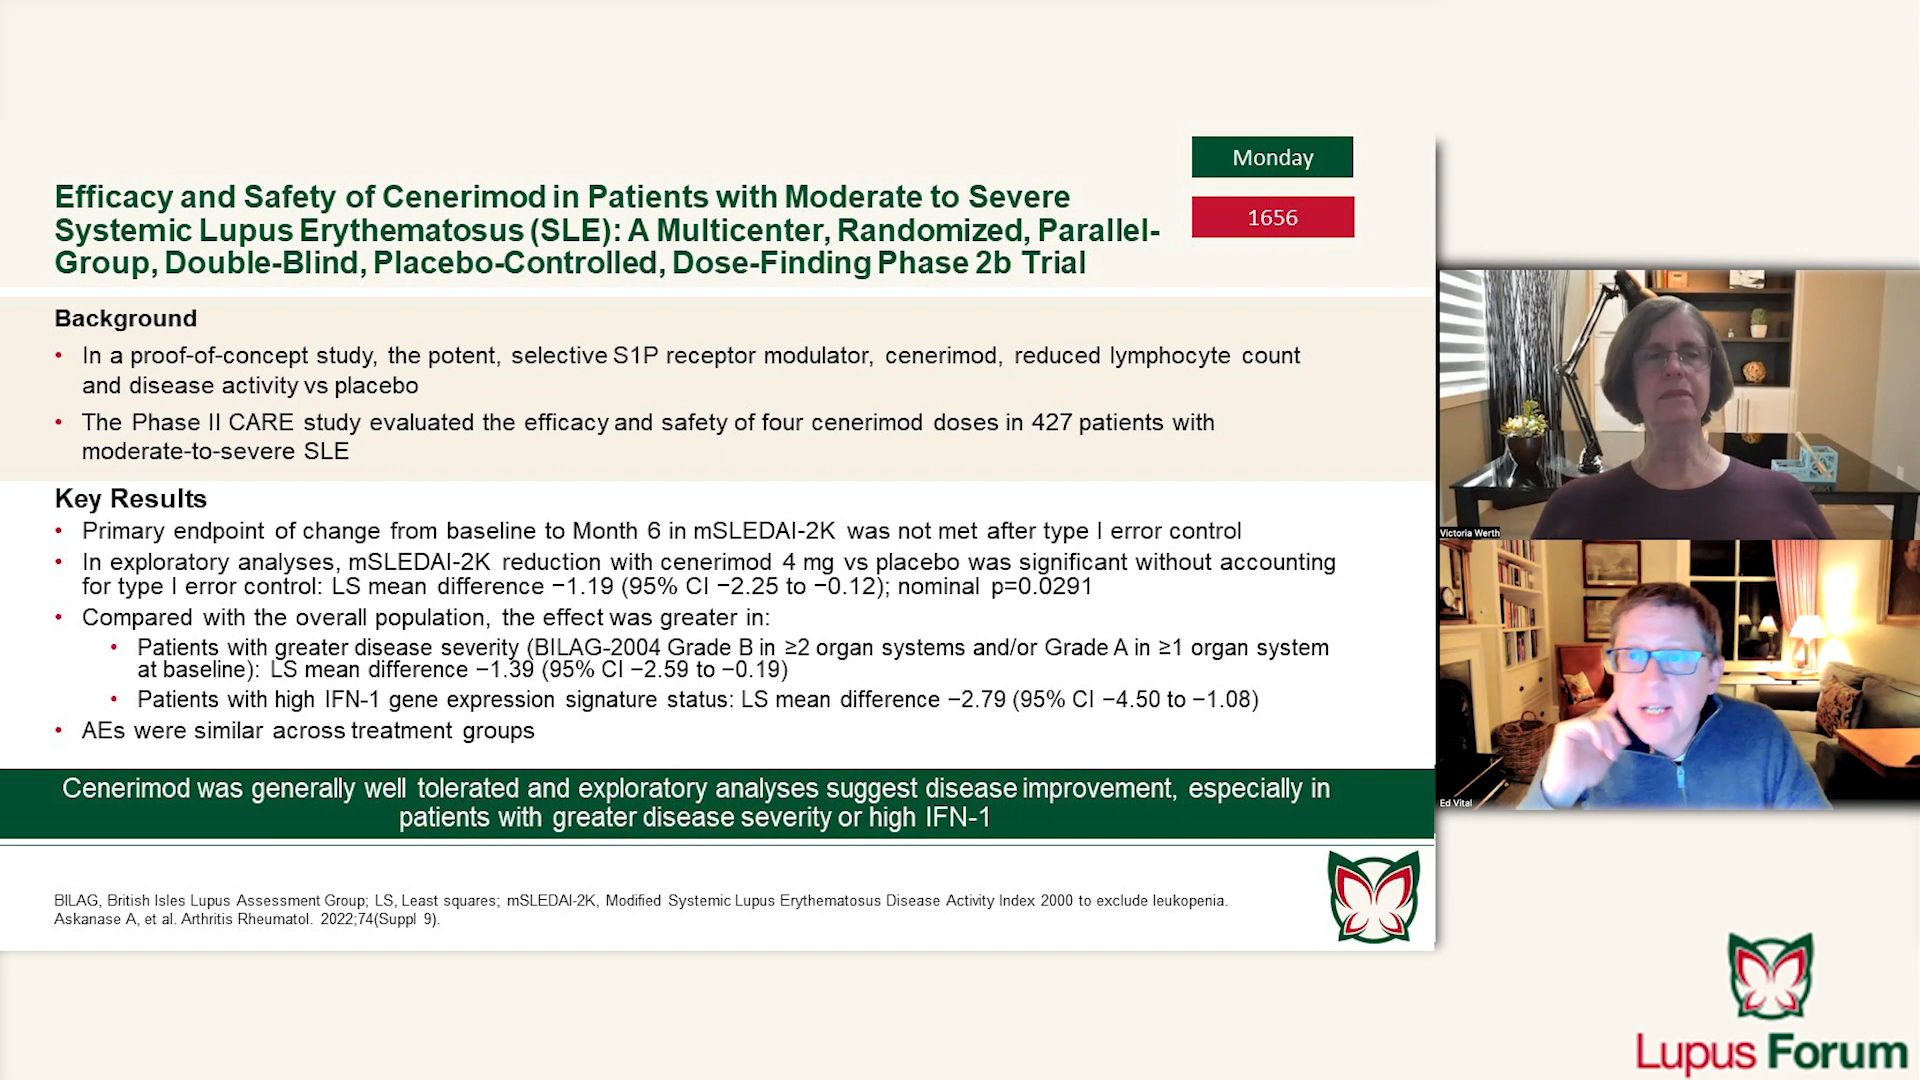 Monday
1656
Efficacy and Safety of Cenerimod in Patients with Moderate to Severe
Systemic Lupus Erythematosus (SLE): A Multicenter, Randomized, Parallel-
Group, Double-Blind, Placebo-Controlled, Dose-Finding Phase 2b Trial
Background
• In a proof-of-concept study, the potent, selective S1P receptor modulator, cenerimod, reduced lymphocyte count
and disease activity vs placebo
• The Phase II CARE study evaluated the efficacy and safety of four cenerimod doses in 427 patients with
moderate-to-severe SLE
Key Results
• Primary endpoint of change from baseline to Month 6 in mSLEDAI-2K was not met after type I error control
• In exploratory analyses, mSLEDAI-2K reduction with cenerimod 4 mg vs placebo was significant without accounting
for type I error control: LS mean difference −1.19 (95% CI −2.25 to −0.12); nominal p=0.0291
• Compared with the overall population, the effect was greater in:
• Patients with greater disease severity (BILAG-2004 Grade B in ≥2 organ systems and/or Grade A in ≥1 organ system
at baseline): LS mean difference −1.39 (95% CI −2.59 to −0.19)
• Patients with high IFN-1 gene expression signature status: LS mean difference −2.79 (95% CI −4.50 to −1.08)
• AEs were similar across treatment groups
Cenerimod was generally well tolerated and exploratory analyses suggest disease improvement, especially in
patients with greater disease severity or high IFN-1
BILAG, British Isles Lupus Assessment Group; LS, Least squares; mSLEDAI-2K, Modified Systemic Lupus Erythematosus Disease Activity Index 2000 to exclude leukopenia.
Askanase A, et al. Arthritis Rheumatol. 2022;74(Suppl 9).
Victoria Werth
Ed Vital
Lupus Forum